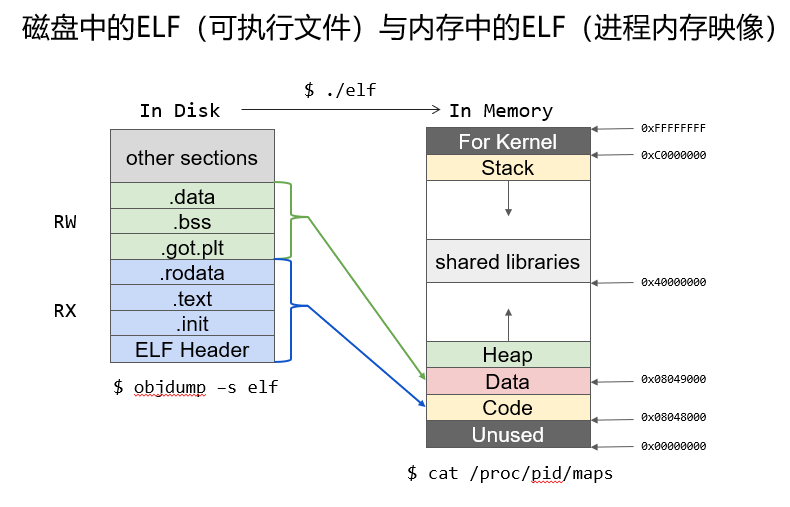 磁盘中的ELF（可执行文件）与内存中的ELF（进程内存映像）
$ ./elf
In Disk
In Memory
other sections
.data
.bss
.got.plt
.rodata
.text
.init
ELF Header
RW
RX
$ objdump –s elf
For Kernel
Stack
shared libraries
Heap
Data
Code
Unused
0xFFFFFFFF
0xC0000000
0x40000000
0x08049000
0x08048000
0x00000000
$ cat /proc/pid/maps